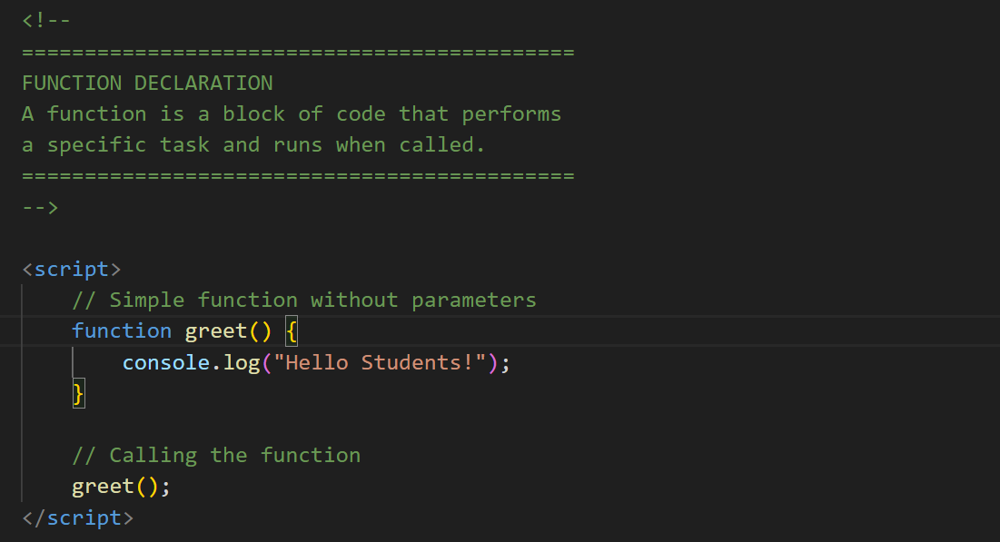 <!--
============================================
FUNCTION DECLARATION
A function is a block of code that performs
a specific task and runs when called.
============================================
-->
<script>
// Simple function without parameters
function greet() {
console.log("Hello Students!");
}
// Calling the function
greet();
</script>